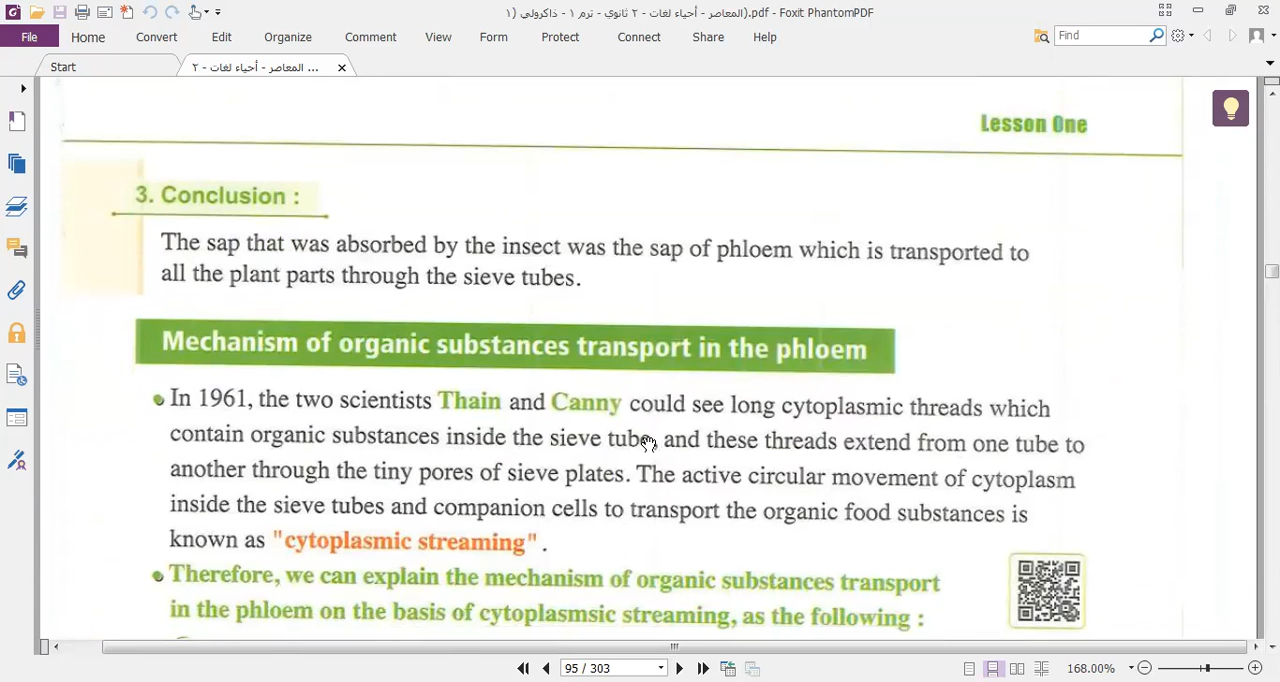 (المعاصر - أحياء لغات - ٢ ثانوي - ترم ١ - ذاكرولي (١).pdf - Foxit PhantomPDF
File Home Convert Edit Organize Comment View Form Protect Connect Share Help Find
Start المعاصر - أحياء لغات - ٢ ...
Lesson One
3. Conclusion :
The sap that was absorbed by the insect was the sap of phloem which is transported to
all the plant parts through the sieve tubes.
Mechanism of organic substances transport in the phloem
In 1961, the two scientists Thain and Canny could see long cytoplasmic threads which
contain organic substances inside the sieve tubes, and these threads extend from one tube to
another through the tiny pores of sieve plates. The active circular movement of cytoplasm
inside the sieve tubes and companion cells to transport the organic food substances is
known as "cytoplasmic streaming" .
Therefore, we can explain the mechanism of organic substances transport
in the phloem on the basis of cytoplasmsic streaming, as the following :
95 / 303 168.00%